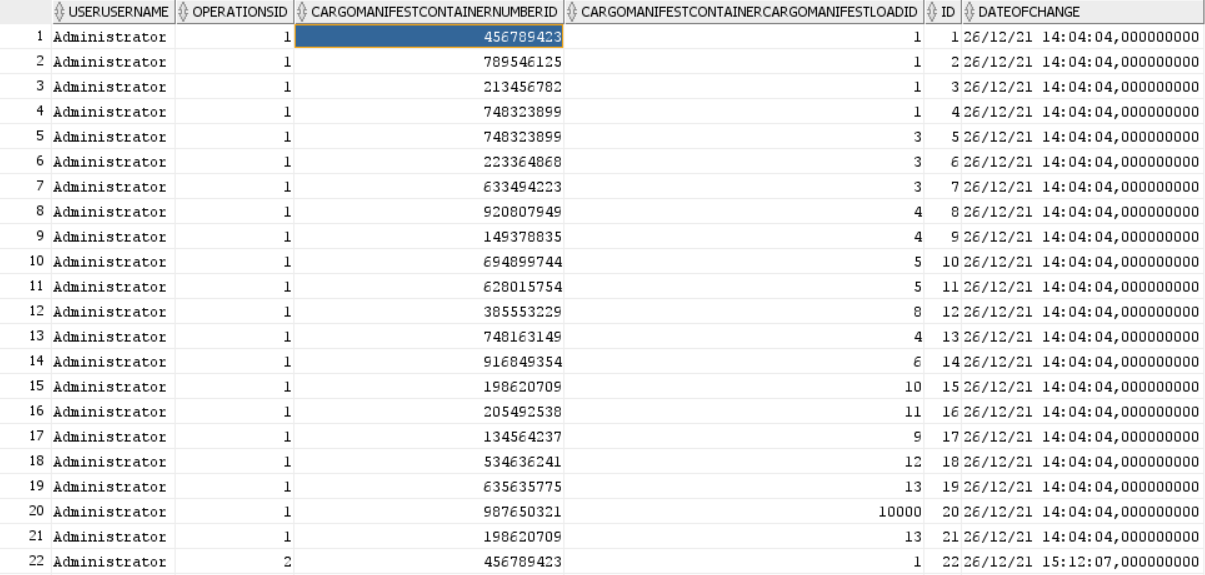 USERUSERNAME OPERATIONSID CARGOMANIFESTCONTAINERNUMBERID CARGOMANIFESTCONTAINERCARGOMANIFESTLOADID ID DATEOFCHANGE
1 Administrator 1 456789423 1 1 26/12/21 14:04:04,000000000
2 Administrator 1 789546125 1 2 26/12/21 14:04:04,000000000
3 Administrator 1 213456782 1 3 26/12/21 14:04:04,000000000
4 Administrator 1 748323899 1 4 26/12/21 14:04:04,000000000
5 Administrator 1 748323899 3 5 26/12/21 14:04:04,000000000
6 Administrator 1 223364868 3 6 26/12/21 14:04:04,000000000
7 Administrator 1 633494223 3 7 26/12/21 14:04:04,000000000
8 Administrator 1 920807949 4 8 26/12/21 14:04:04,000000000
9 Administrator 1 149378835 4 9 26/12/21 14:04:04,000000000
10 Administrator 1 694899744 5 10 26/12/21 14:04:04,000000000
11 Administrator 1 628015754 5 11 26/12/21 14:04:04,000000000
12 Administrator 1 385553229 8 12 26/12/21 14:04:04,000000000
13 Administrator 1 748163149 4 13 26/12/21 14:04:04,000000000
14 Administrator 1 916849354 6 14 26/12/21 14:04:04,000000000
15 Administrator 1 198620709 10 15 26/12/21 14:04:04,000000000
16 Administrator 1 205492538 11 16 26/12/21 14:04:04,000000000
17 Administrator 1 134564237 9 17 26/12/21 14:04:04,000000000
18 Administrator 1 534636241 12 18 26/12/21 14:04:04,000000000
19 Administrator 1 635635775 13 19 26/12/21 14:04:04,000000000
20 Administrator 1 987650321 10000 20 26/12/21 14:04:04,000000000
21 Administrator 1 198620709 13 21 26/12/21 14:04:04,000000000
22 Administrator 2 456789423 1 22 26/12/21 15:12:07,000000000